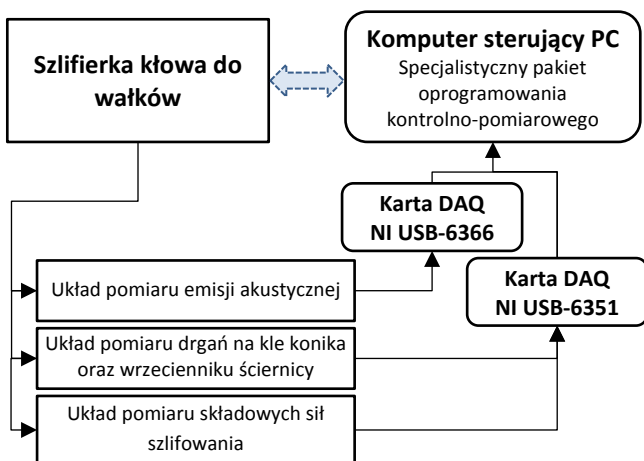 Szlifierka kłowa do
wałków
Komputer sterujący PC
Specjalistyczny pakiet
oprogramowania
kontrolno-pomiarowego
Karta DAQ
NI USB-6366
Karta DAQ
NI USB-6351
Układ pomiaru emisji akustycznej
Układ pomiaru drgań na kle konika
oraz wrzecienniku ściernicy
Układ pomiaru składowych sił
szlifowania